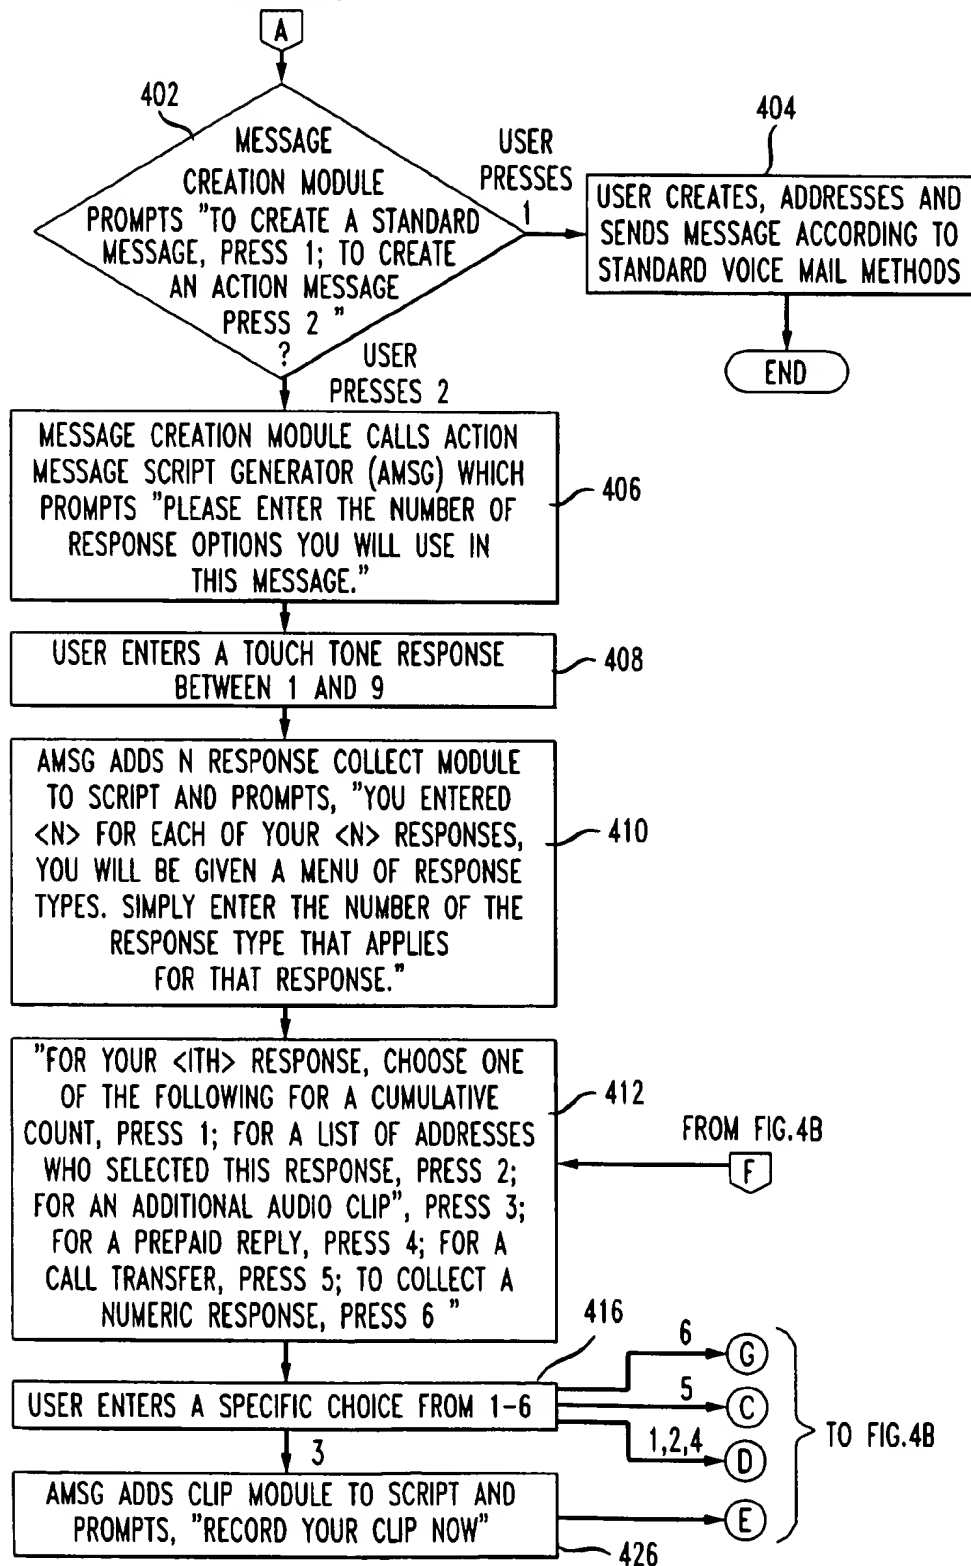 A
402
MESSAGE
CREATION MODULE
PROMPTS "TO CREATE A STANDARD
MESSAGE, PRESS 1; TO CREATE
AN ACTION MESSAGE
PRESS 2 "
?
USER
PRESSES
1
404
USER CREATES, ADDRESSES AND
SENDS MESSAGE ACCORDING TO
STANDARD VOICE MAIL METHODS
END
USER
PRESSES 2
MESSAGE CREATION MODULE CALLS ACTION
MESSAGE SCRIPT GENERATOR (AMSG) WHICH
PROMPTS "PLEASE ENTER THE NUMBER OF
RESPONSE OPTIONS YOU WILL USE IN
THIS MESSAGE."
406
USER ENTERS A TOUCH TONE RESPONSE
BETWEEN 1 AND 9
408
AMSG ADDS N RESPONSE COLLECT MODULE
TO SCRIPT AND PROMPTS, "YOU ENTERED
<N> FOR EACH OF YOUR <N> RESPONSES,
YOU WILL BE GIVEN A MENU OF RESPONSE
TYPES. SIMPLY ENTER THE NUMBER OF THE
RESPONSE TYPE THAT APPLIES
FOR THAT RESPONSE."
410
"FOR YOUR <ITH> RESPONSE, CHOOSE ONE
OF THE FOLLOWING FOR A CUMULATIVE
COUNT, PRESS 1; FOR A LIST OF ADDRESSES
WHO SELECTED THIS RESPONSE, PRESS 2;
FOR AN ADDITIONAL AUDIO CLIP", PRESS 3;
FOR A PREPAID REPLY, PRESS 4; FOR A
CALL TRANSFER, PRESS 5; TO COLLECT A
NUMERIC RESPONSE, PRESS 6 "
412
FROM FIG.4B
F
416
USER ENTERS A SPECIFIC CHOICE FROM 1-6
6
G
5
C
1,2,4
D
TO FIG.4B
3
AMSG ADDS CLIP MODULE TO SCRIPT AND
PROMPTS, "RECORD YOUR CLIP NOW"
E
426